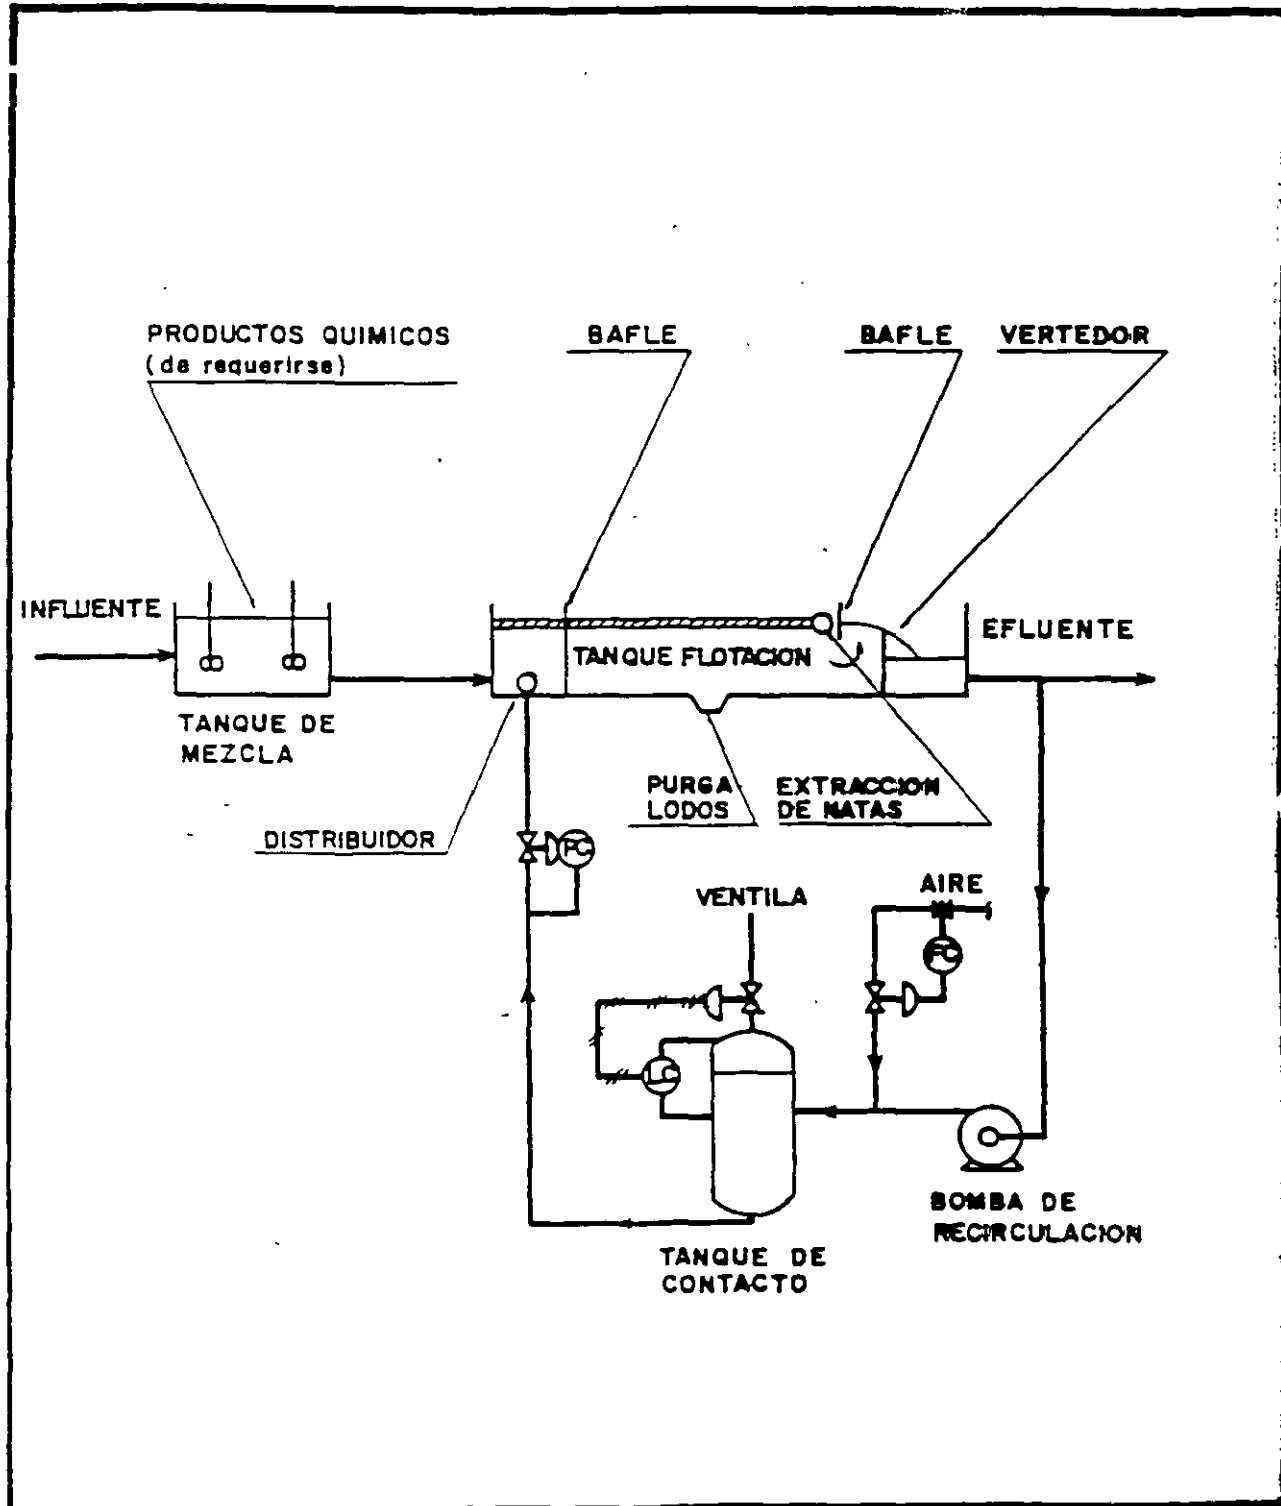 PRODUCTOS QUIMICOS
(de requerirse)
BAFLE
BAFLE
VERTEDOR
INFLUENTE
TANQUE FLOTACION
EFLUENTE
TANQUE DE
MEZCLA
PURGA
LODOS
EXTRACCION
DE NATAS
DISTRIBUIDOR
PC
VENTILA
AIRE
FC
LC
BOMBA DE
RECIRCULACION
TANQUE DE
CONTACTO